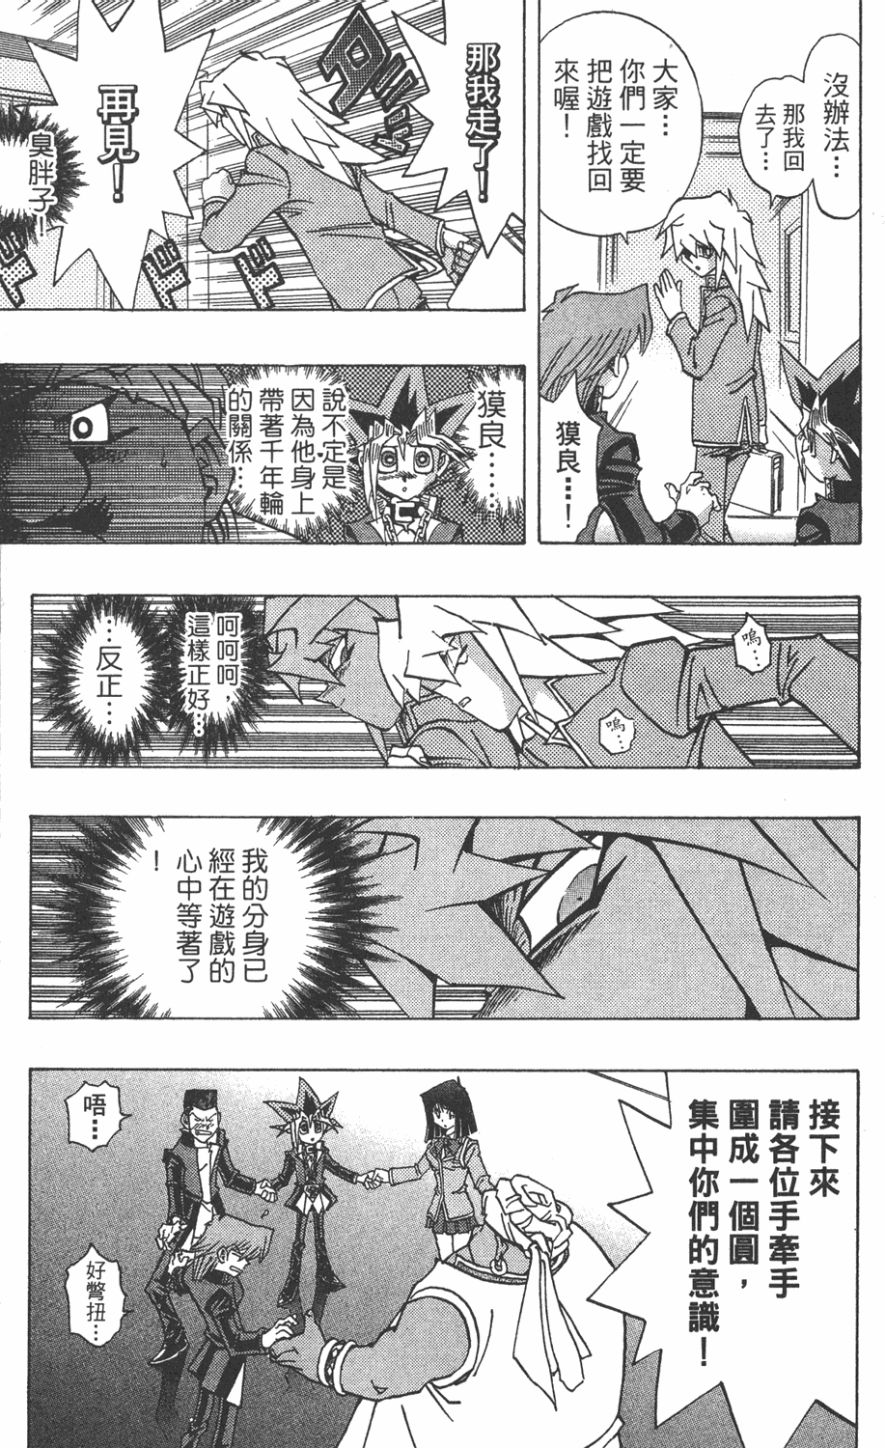 沒辦法…
那我回
去了…
大家…
你們一定要
把遊戲找回
來喔！
獏良…！
那我走了！
再見！
臭胖子！
獏良……
說不定是
因為他身上
帶著千年輪
的關係…
嗚…
嗚…
呵呵呵，
這樣正好…
…反正…
我的分身已
經在遊戲的
心中等著了
！
接下來
請各位手牽手
圍成一個圓，
集中你們的意識！
唔…
好彆扭…